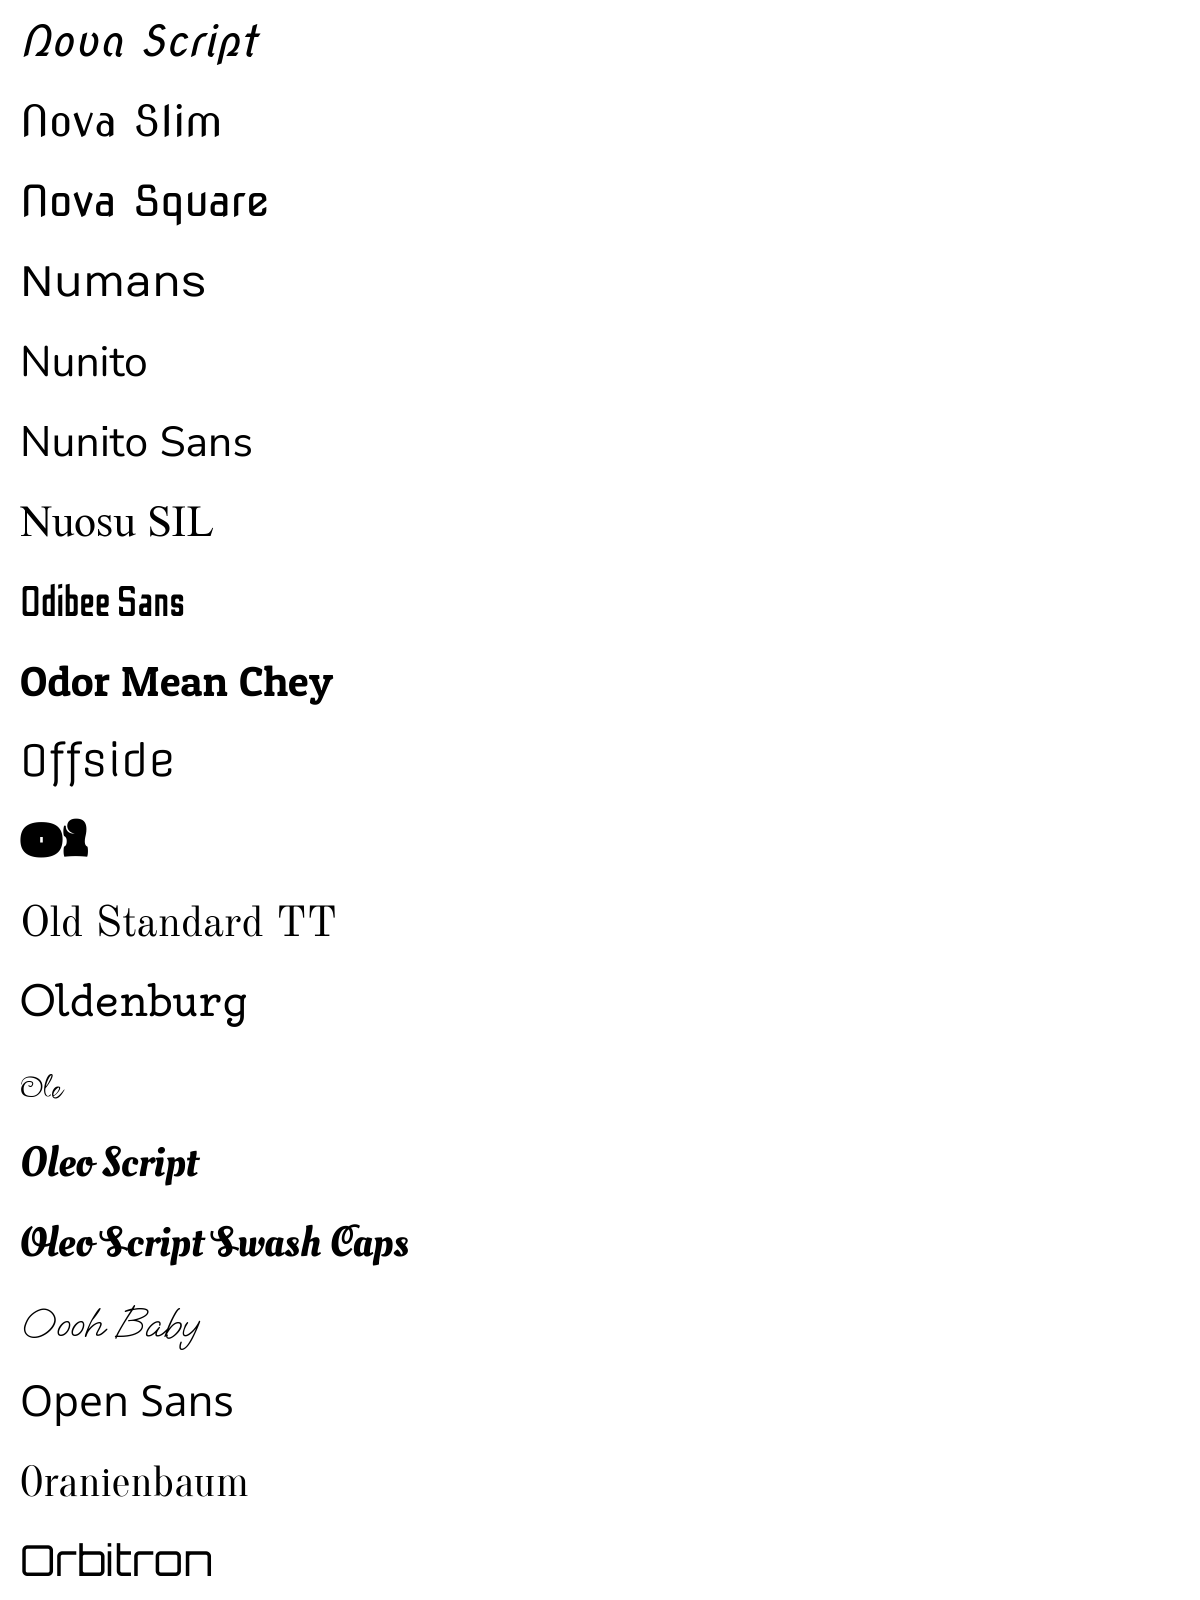 Nova Script
Nova Slim
Nova Square
Numans
Nunito
Nunito Sans
Nuosu SIL
Odibee Sans
Odor Mean Chey
Offside
Oi
Old Standard TT
Oldenburg
Ole
Oleo Script
Oleo Script Swash Caps
Oooh Baby
Open Sans
Oranienbaum
Orbitron